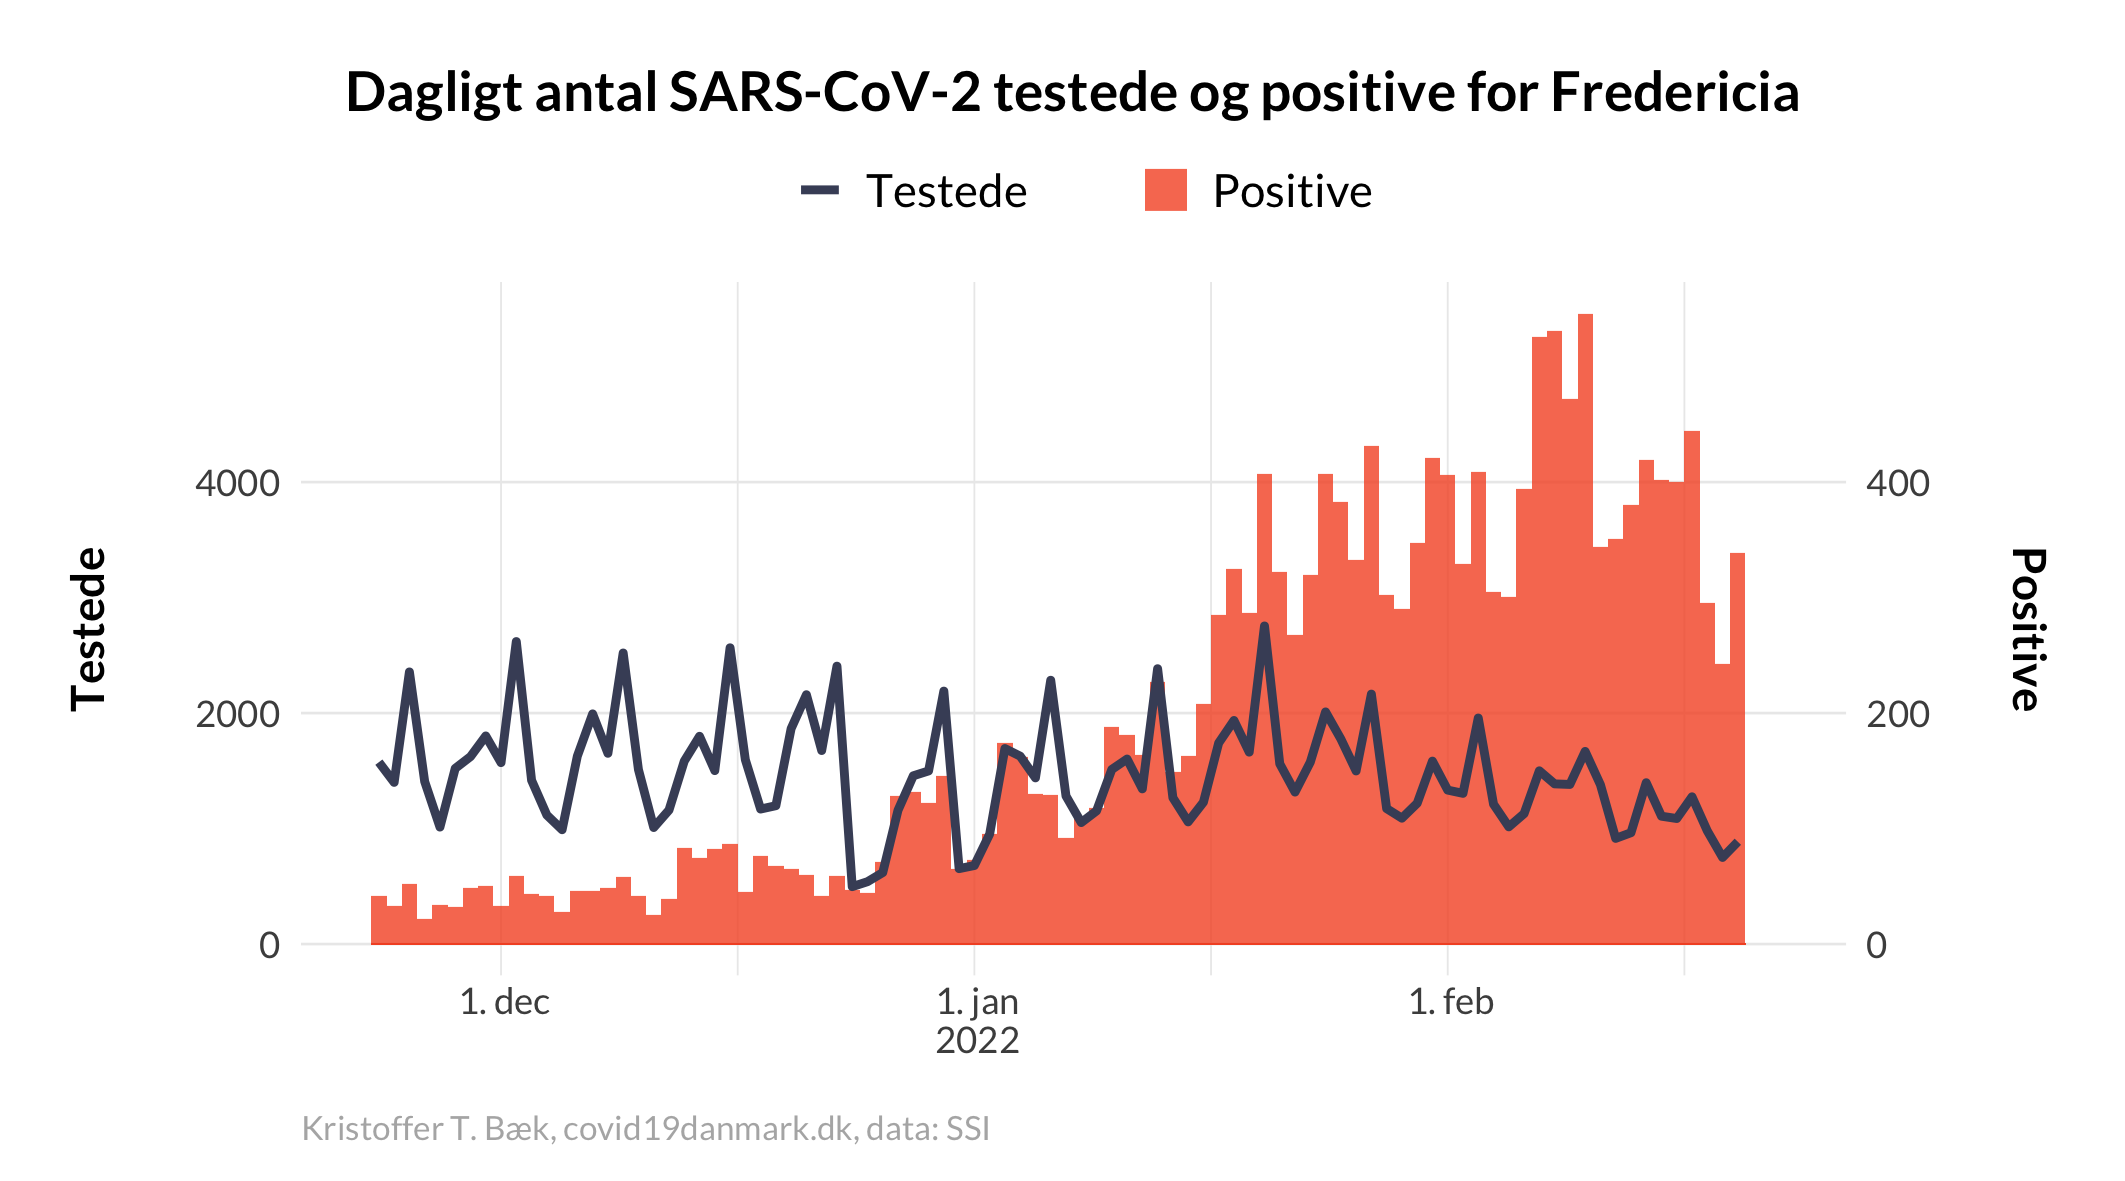 Dagligt antal SARS-CoV-2 testede og positive for Fredericia
Testede
Positive
Testede
4000
2000
0
400
200
0
Positive
1. dec
1. jan
2022
1. feb
Kristoffer T. Bæk, covid19danmark.dk, data: SSI